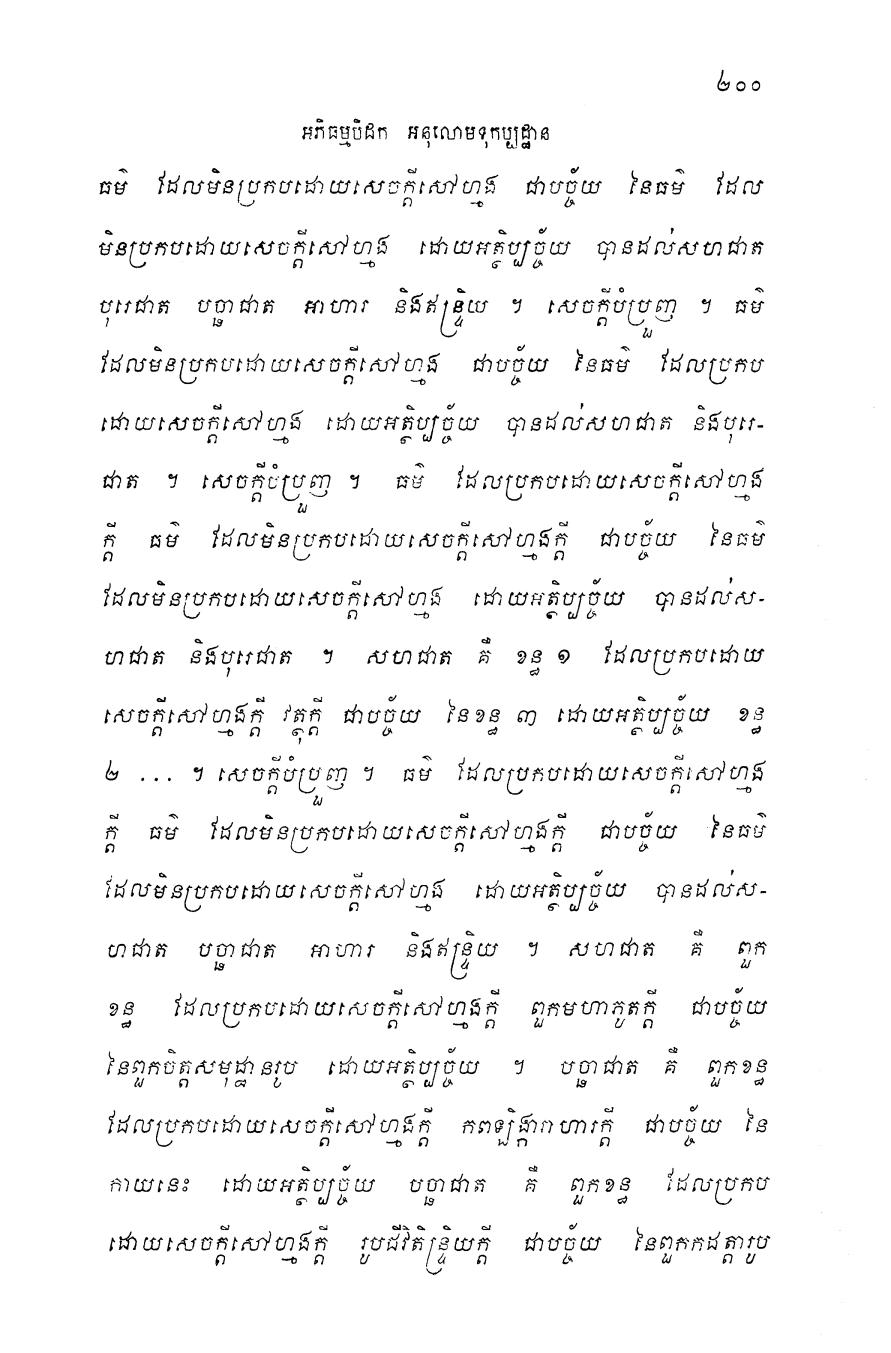 ២០០
អភិធម្មបិដក អនុលោមទុកប្បដ្ឋាន
ធម៌ ដែលមិនប្រកបដោយសេចក្តីសៅហ្មង ជាបច្ច័យ នៃធម៌ ដែល
មិនប្រកបដោយសេចក្តីសៅហ្មង ដោយអត្ថិប្បច្ច័យ បានដល់សហជាត
បុរេជាត បច្ឆាជាត អាហារ និងឥន្ទ្រិយ ។ សេចក្តីបំប្រួញ ។ ធម៌
ដែលមិនប្រកបដោយសេចក្តីសៅហ្មង ជាបច្ច័យ នៃធម៌ ដែលប្រកប
ដោយសេចក្តីសៅហ្មង ដោយអត្ថិប្បច្ច័យ បានដល់សហជាត និងបុរេ-
ជាត ។ សេចក្តីបំប្រួញ ។ ធម៌ ដែលប្រកបដោយសេចក្តីសៅហ្មង
ក្តី ធម៌ ដែលមិនប្រកបដោយសេចក្តីសៅហ្មងក្តី ជាបច្ច័យ នៃធម៌
ដែលមិនប្រកបដោយសេចក្តីសៅហ្មង ដោយអត្ថិប្បច្ច័យ បានដល់ស-
ហជាត និងបុរេជាត ។ សហជាត គឺ ខន្ធ ១ ដែលប្រកបដោយ
សេចក្តីសៅហ្មងក្តី វត្ថុក្តី ជាបច្ច័យ នៃខន្ធ ៣ ដោយអត្ថិប្បច្ច័យ ខន្ធ
២ ... ។ សេចក្តីបំប្រួញ ។ ធម៌ ដែលប្រកបដោយសេចក្តីសៅហ្មង
ក្តី ធម៌ ដែលមិនប្រកបដោយសេចក្តីសៅហ្មងក្តី ជាបច្ច័យ នៃធម៌
ដែលមិនប្រកបដោយសេចក្តីសៅហ្មង ដោយអត្ថិប្បច្ច័យ បានដល់ស-
ហជាត បច្ឆាជាត អាហារ និងឥន្ទ្រិយ ។ សហជាត គឺ ពួក
ខន្ធ ដែលប្រកបដោយសេចក្តីសៅហ្មងក្តី ពួកមហាភូតក្តី ជាបច្ច័យ
នៃពួកចិត្តសមុដ្ឋានរូប ដោយអត្ថិប្បច្ច័យ ។ បច្ឆាជាត គឺ ពួកខន្ធ
ដែលប្រកបដោយសេចក្តីសៅហ្មងក្តី កពឡិង្ការាហារក្តី ជាបច្ច័យ នៃ
កាយនេះ ដោយអត្ថិប្បច្ច័យ បច្ឆាជាត គឺ ពួកខន្ធ ដែលប្រកប
ដោយសេចក្តីសៅហ្មងក្តី រូបជីវិតិន្ទ្រិយក្តី ជាបច្ច័យ នៃពួកកដត្តារូប